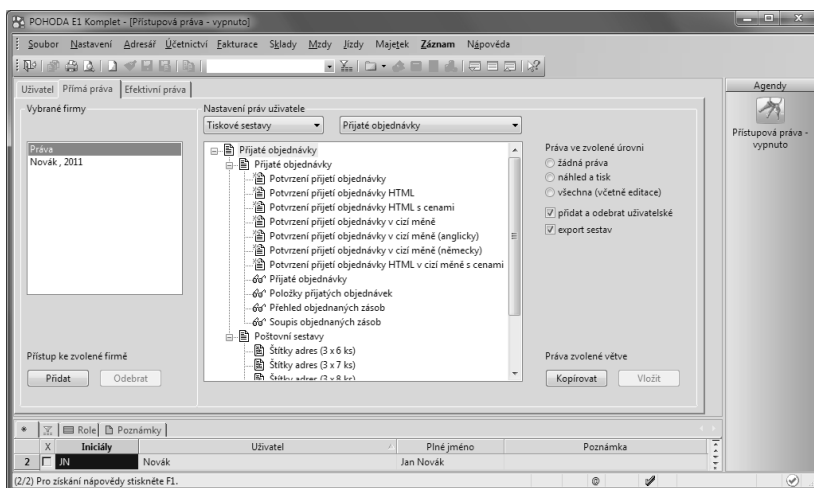 POHODA E1 Komplet - [Přístupová práva - vypnuto]
Soubor Nastavení Adresář Účetnictví Fakturace Sklady Mzdy Jízdy Majetek Záznam Nápověda
Uživatel Přímá práva Efektivní práva
Agendy
Přístupová práva - vypnuto
Vybrané firmy
Práva
Novák , 2011
Přístup ke zvolené firmě
Přidat Odebrat
Nastavení práv uživatele
Tiskové sestavy Přijaté objednávky
Přijaté objednávky
Přijaté objednávky
Potvrzení přijetí objednávky
Potvrzení přijetí objednávky HTML
Potvrzení přijetí objednávky HTML s cenami
Potvrzení přijetí objednávky v cizí měně
Potvrzení přijetí objednávky v cizí měně (anglicky)
Potvrzení přijetí objednávky v cizí měně (německy)
Potvrzení přijetí objednávky HTML v cizí měně s cenami
Přijaté objednávky
Položky přijatých objednávek
Přehled objednaných zásob
Soupis objednaných zásob
Poštovní sestavy
Štítky adres (3 x 6 ks)
Štítky adres (3 x 7 ks)
Štítky adres (3 x 8 ks)
Práva ve zvolené úrovni
žádná práva
náhled a tisk
všechna (včetně editace)
přidat a odebrat uživatelské
export sestav
Práva zvolené větve
Kopírovat Vložit
* Role Poznámky
X Iniciály Uživatel Plné jméno Poznámka
2 JN Novák Jan Novák
(2/2) Pro získání nápovědy stiskněte F1. @